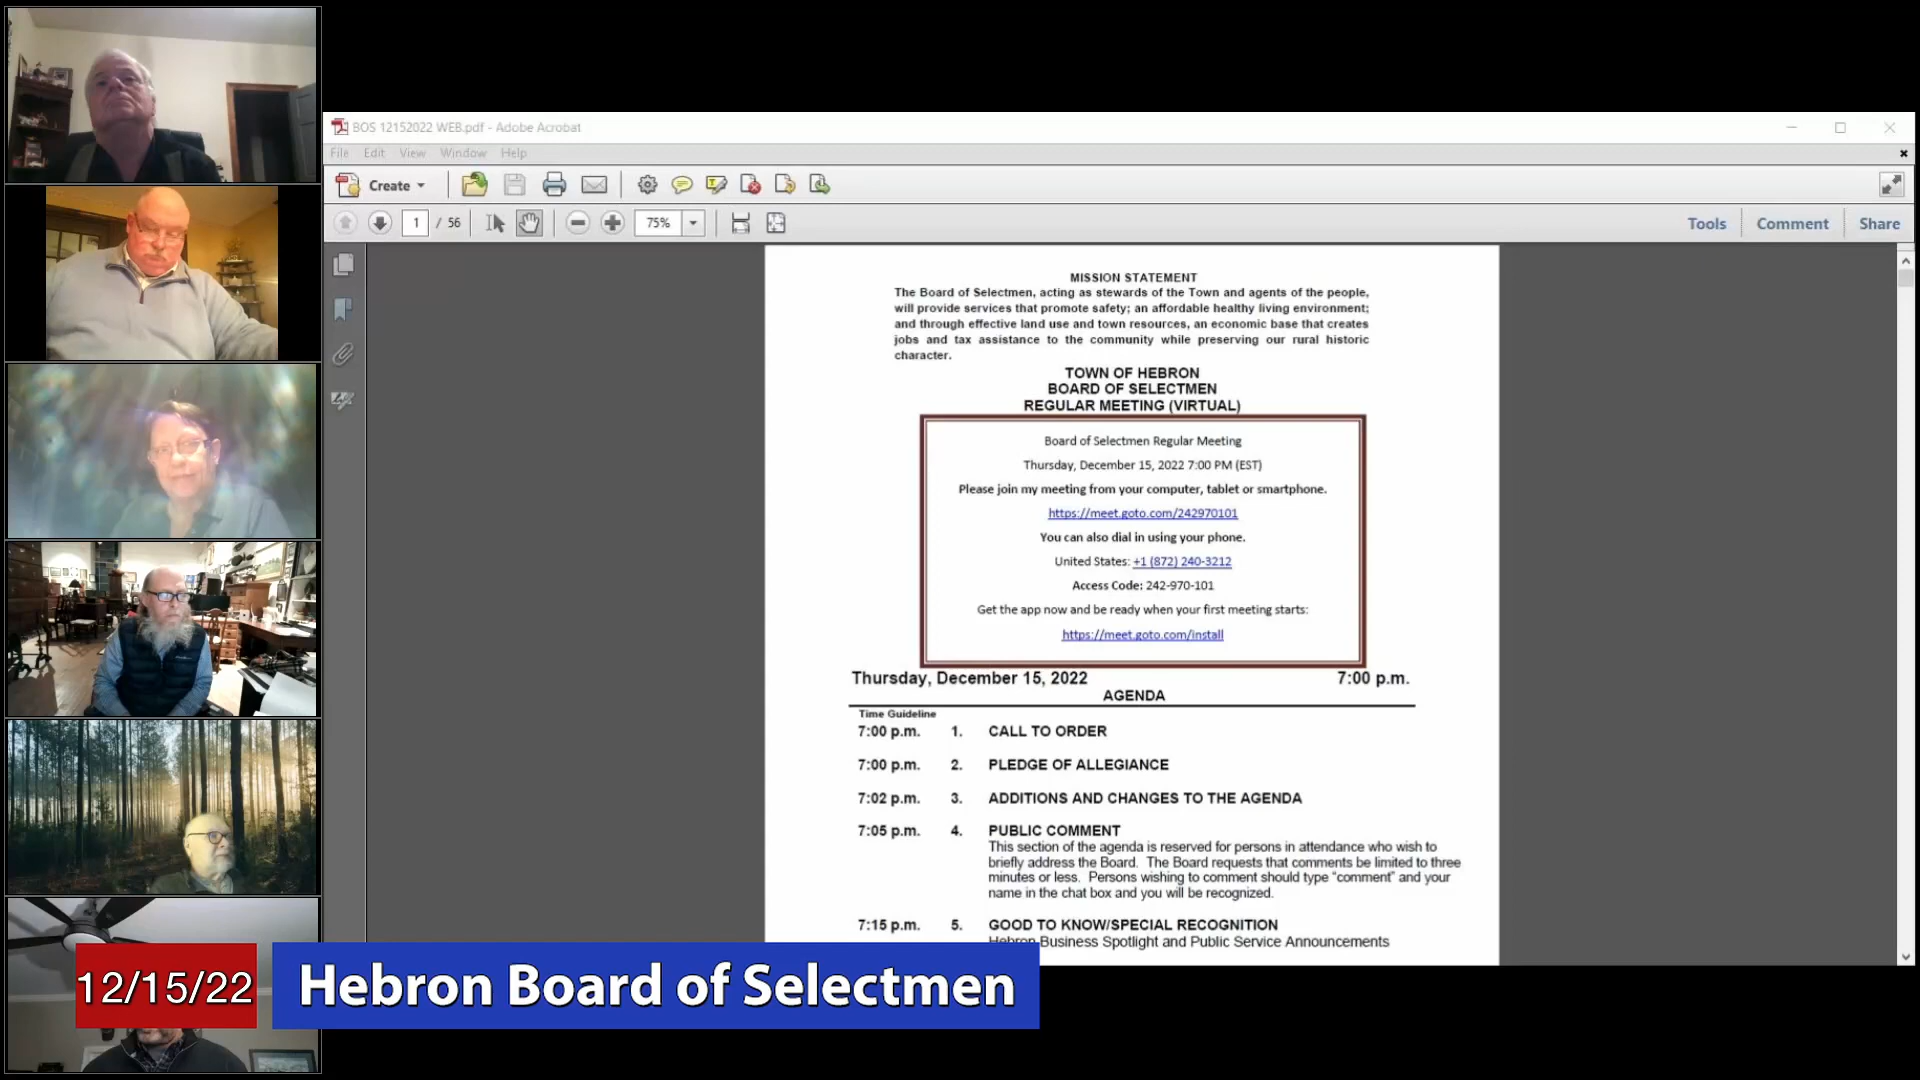 BOS 12152022 WEB.pdf - Adobe Acrobat
File Edit View Window Help
Create
1 / 56 75% Tools Comment Share
MISSION STATEMENT
The Board of Selectmen, acting as stewards of the Town and agents of the people,
will provide services that promote safety; an affordable healthy living environment;
and through effective land use and town resources, an economic base that creates
jobs and tax assistance to the community while preserving our rural historic
character.
TOWN OF HEBRON
BOARD OF SELECTMEN
REGULAR MEETING (VIRTUAL)
Board of Selectmen Regular Meeting
Thursday, December 15, 2022 7:00 PM (EST)
Please join my meeting from your computer, tablet or smartphone.
https://meet.goto.com/242970101
You can also dial in using your phone.
United States: +1 (872) 240-3212
Access Code: 242-970-101
Get the app now and be ready when your first meeting starts:
https://meet.goto.com/install
Thursday, December 15, 2022 7:00 p.m.
AGENDA
Time Guideline
7:00 p.m. 1. CALL TO ORDER
7:00 p.m. 2. PLEDGE OF ALLEGIANCE
7:02 p.m. 3. ADDITIONS AND CHANGES TO THE AGENDA
7:05 p.m. 4. PUBLIC COMMENT
This section of the agenda is reserved for persons in attendance who wish to
briefly address the Board. The Board requests that comments be limited to three
minutes or less. Persons wishing to comment should type “comment” and your
name in the chat box and you will be recognized.
7:15 p.m. 5. GOOD TO KNOW/SPECIAL RECOGNITION
Hebron Business Spotlight and Public Service Announcements
12/15/22 Hebron Board of Selectmen